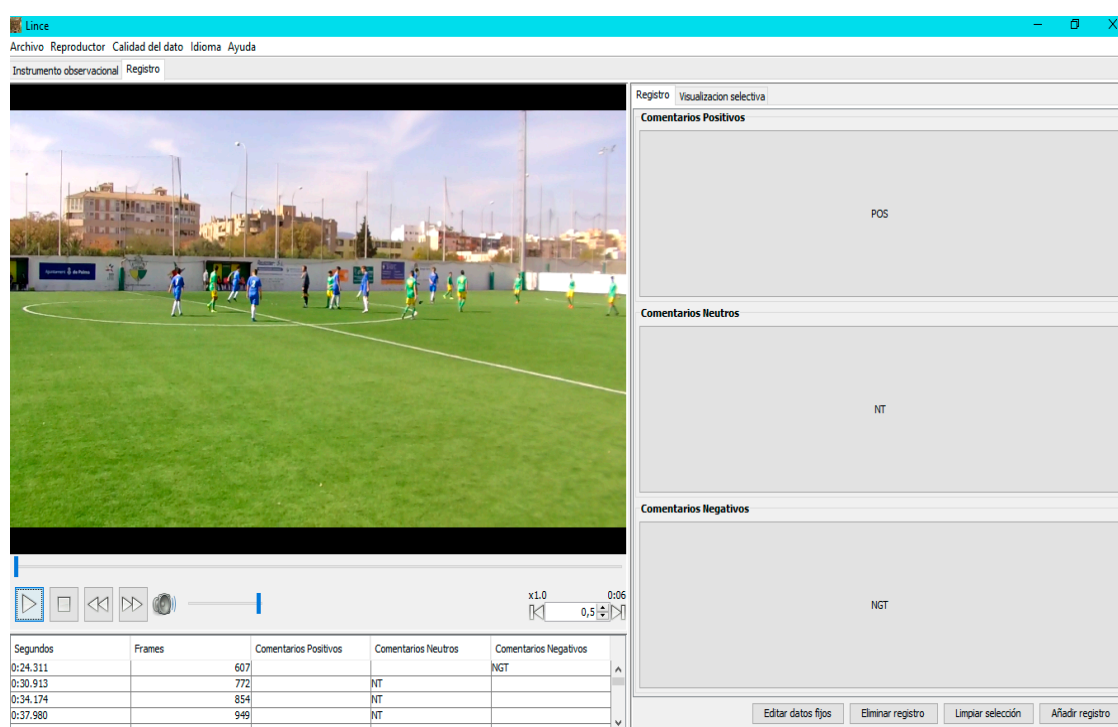 Lince
Archivo Reproductor Calidad del dato Idioma Ayuda
Instrumento observacional Registro
Registro Visualizacion selectiva
Comentarios Positivos
POS
Comentarios Neutros
NT
Comentarios Negativos
NGT
Ajuntament de Palma
x1.0 0:06
0,5
Segundos Frames Comentarios Positivos Comentarios Neutros Comentarios Negativos
0:24.311 607 NGT
0:30.913 772 NT
0:34.174 854 NT
0:37.980 949 NT
Editar datos fijos Eliminar registro Limpiar selección Añadir registro